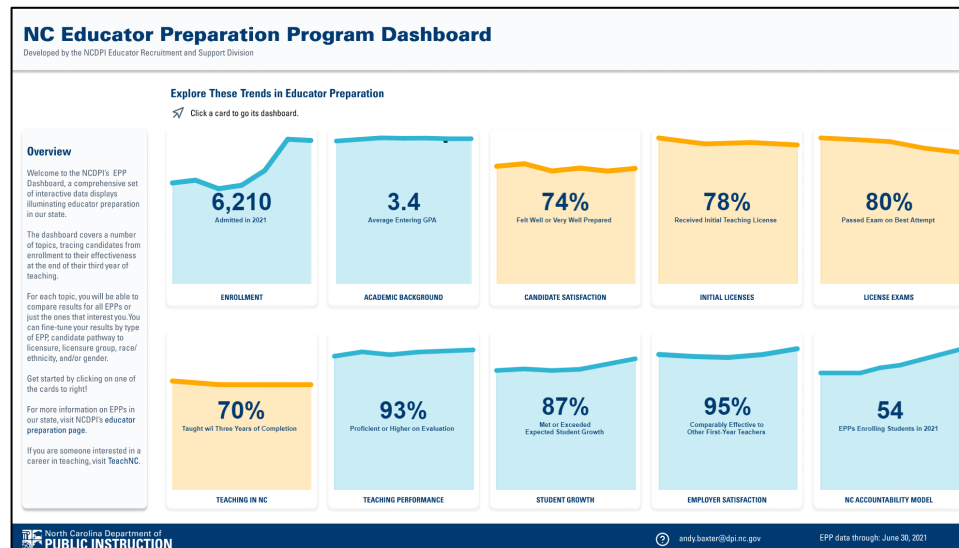 NC Educator Preparation Program Dashboard
Developed by the NCDPI Educator Recruitment and Support Division
Explore These Trends in Educator Preparation
Click a card to go its dashboard.
Overview
Welcome to the NCDPI's EPP
Dashboard, a comprehensive set
of interactive data displays
illuminating educator preparation
in our state.
The dashboard covers a number
of topics, tracing candidates from
enrollment to their effectiveness
at the end of their third year of
teaching.
For each topic, you will be able to
compare results for all EPPs or
just the ones that interest you. You
can fine-tune your results by type
of EPP, candidate pathway to
licensure, licensure group, race/
ethnicity, and/or gender.
Get started by clicking on one of
the cards to right!
For more information on EPPs in
our state, visit NCDPI's educator
preparation page.
If you are someone interested in a
career in teaching, visit TeachNC.
6,210
Admitted in 2021
ENROLLMENT
3.4
Average Entering GPA
ACADEMIC BACKGROUND
74%
Felt Well or Very Well Prepared
CANDIDATE SATISFACTION
78%
Received Initial Teaching License
INITIAL LICENSES
80%
Passed Exam on Best Attempt
LICENSE EXAMS
70%
Taught w/i Three Years of Completion
TEACHING IN NC
93%
Proficient or Higher on Evaluation
TEACHING PERFORMANCE
87%
Met or Exceeded
Expected Student Growth
STUDENT GROWTH
95%
Comparably Effective to
Other First-Year Teachers
EMPLOYER SATISFACTION
54
EPPs Enrolling Students in 2021
NC ACCOUNTABILITY MODEL
North Carolina Department of
PUBLIC INSTRUCTION
?
andy.baxter@dpi.nc.gov
EPP data through: June 30, 2021